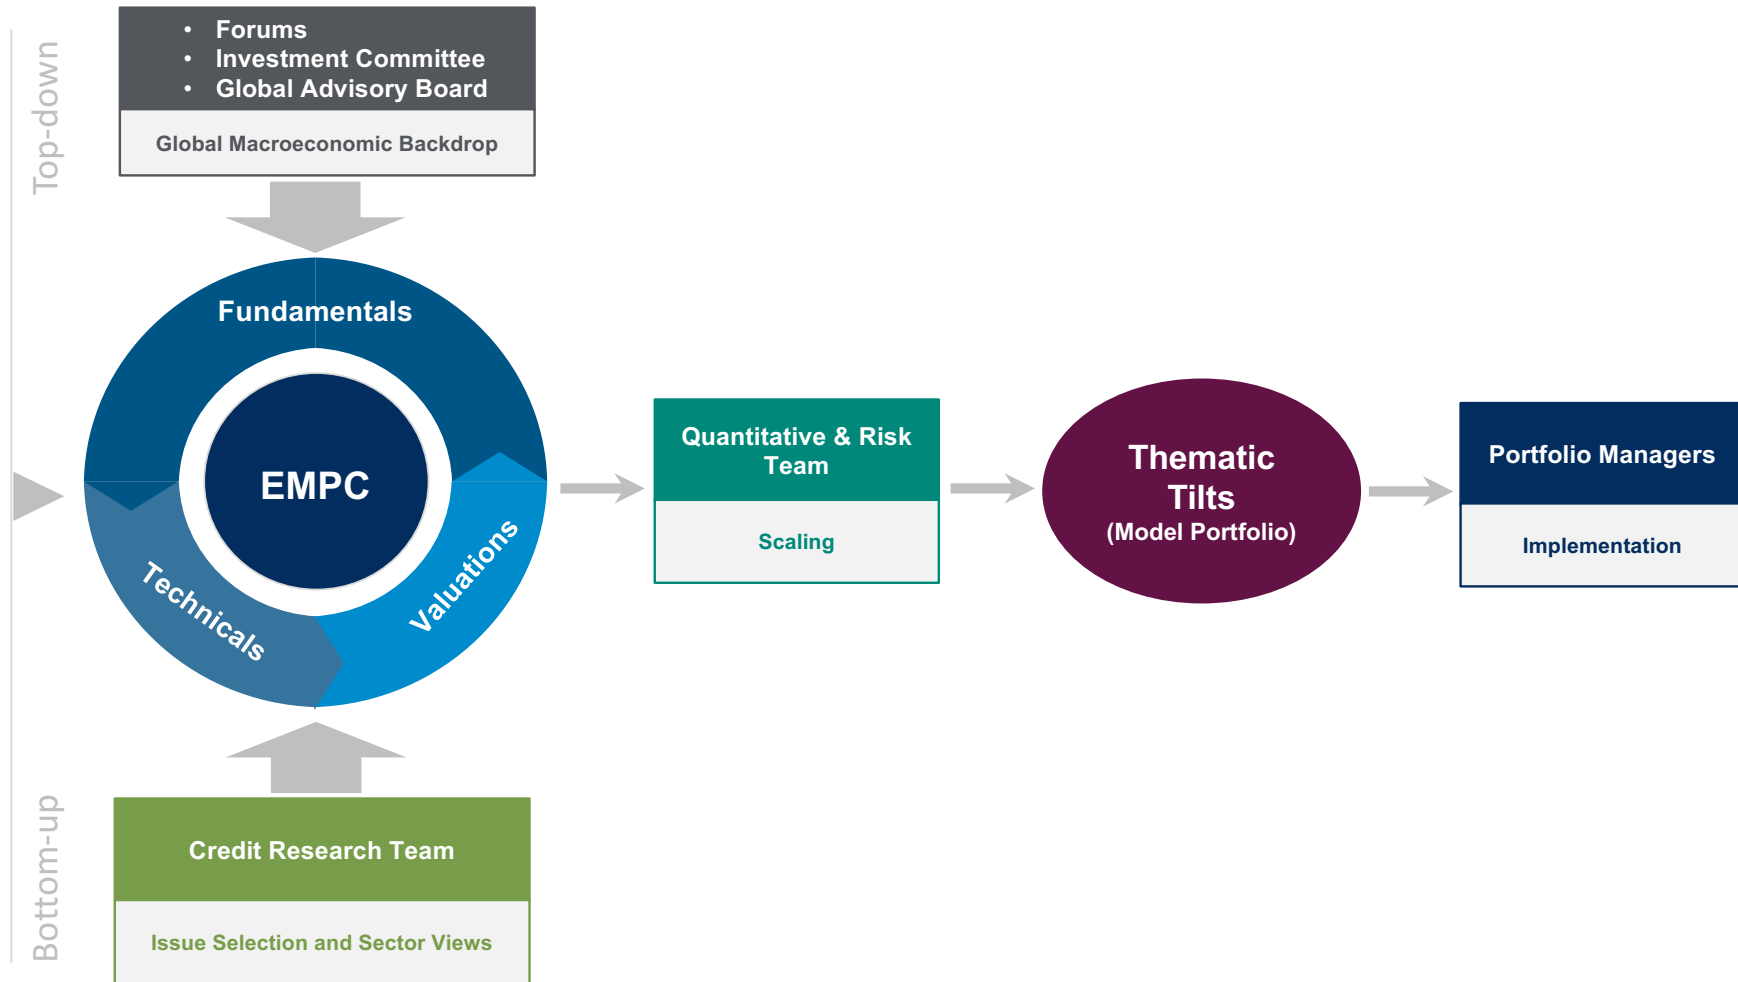 Top-down
• Forums
• Investment Committee
• Global Advisory Board
Global Macroeconomic Backdrop
Fundamentals
EMPC
Technicals
Valuations
Quantitative & Risk
Team
Scaling
Thematic
Tilts
(Model Portfolio)
Portfolio Managers
Implementation
Bottom-up
Credit Research Team
Issue Selection and Sector Views